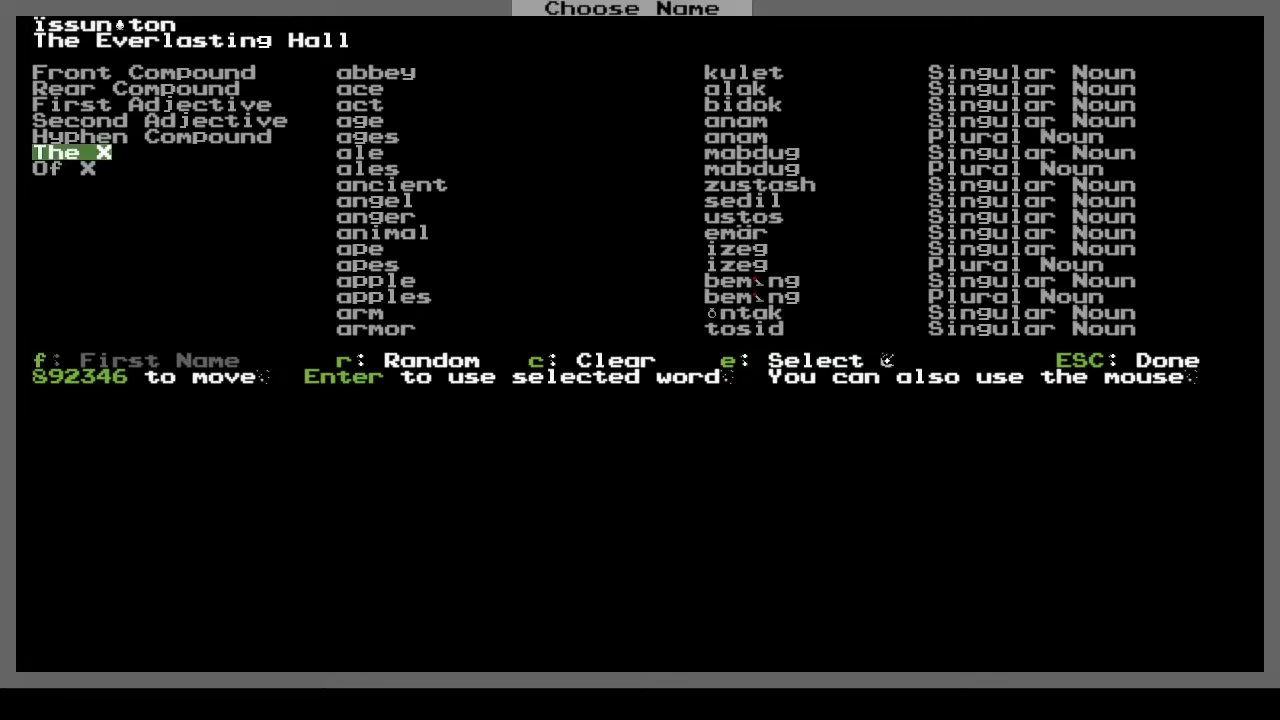 Choose Name
The Everlasting Hall
Front Compound abbey kulet Singular Noun
Rear Compound ace alak Singular Noun
First Adjective act bidok Singular Noun
Second Adjective age anam Singular Noun
Hyphen Compound ages anam Plural Noun
The X ale mabdug Singular Noun
Of X ales mabdug Plural Noun
ancient zustash Singular Noun
angel sedil Singular Noun
anger ustos Singular Noun
animal emär Singular Noun
ape izeg Singular Noun
apes izeg Plural Noun
apple Singular Noun
apples Plural Noun
arm Singular Noun
armor tosid Singular Noun
f: First Name r: Random c: Clear e: Select ESC: Done
892346 to move Enter to use selected word You can also use the mouse